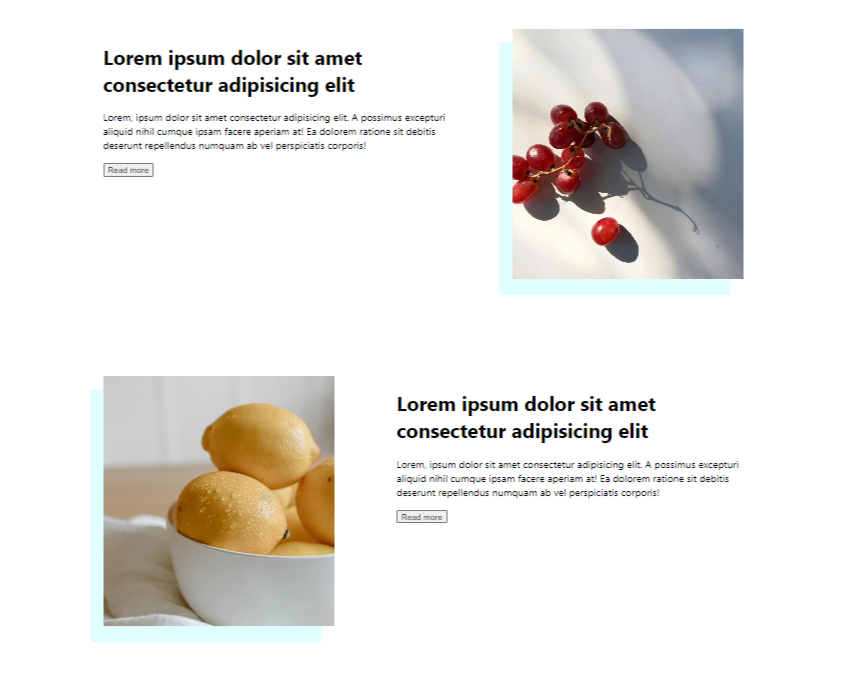 Lorem ipsum dolor sit amet
consectetur adipisicing elit
Lorem, ipsum dolor sit amet consectetur adipisicing elit. A possimus excepturi
aliquid nihil cumque ipsam facere aperiam at! Ea dolorem ratione sit debitis
deserunt repellendus numquam ab vel perspiciatis corporis!
Read more
Lorem ipsum dolor sit amet
consectetur adipisicing elit
Lorem, ipsum dolor sit amet consectetur adipisicing elit. A possimus excepturi
aliquid nihil cumque ipsam facere aperiam at! Ea dolorem ratione sit debitis
deserunt repellendus numquam ab vel perspiciatis corporis!
Read more